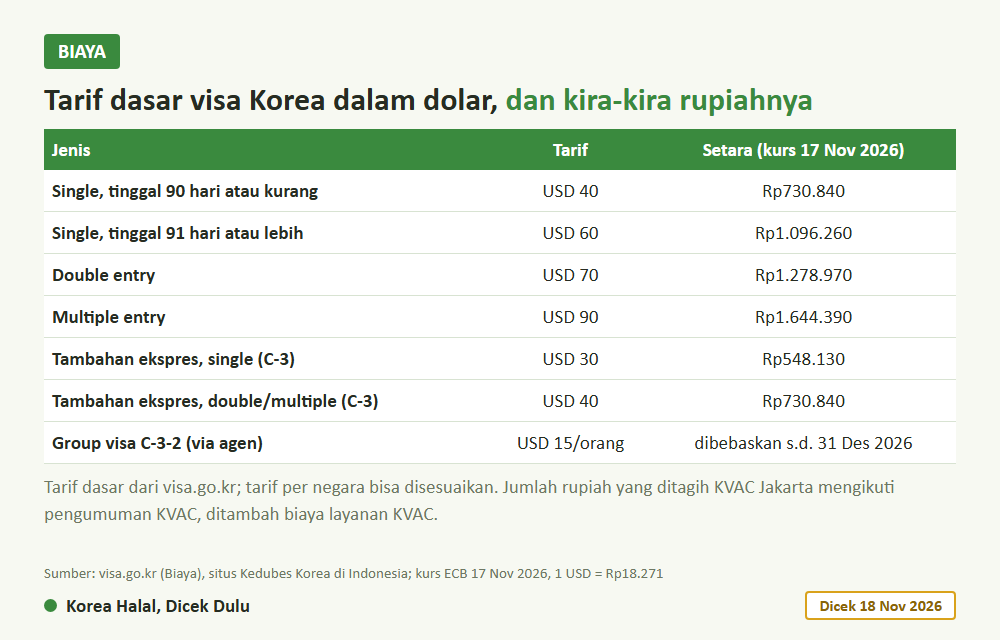 BIAYA
Tarif dasar visa Korea dalam dolar, dan kira-kira rupiahnya
Jenis Tarif Setara (kurs 17 Nov 2026)
Single, tinggal 90 hari atau kurang USD 40 Rp730.840
Single, tinggal 91 hari atau lebih USD 60 Rp1.096.260
Double entry USD 70 Rp1.278.970
Multiple entry USD 90 Rp1.644.390
Tambahan ekspres, single (C-3) USD 30 Rp548.130
Tambahan ekspres, double/multiple (C-3) USD 40 Rp730.840
Group visa C-3-2 (via agen) USD 15/orang dibebaskan s.d. 31 Des 2026
Tarif dasar dari visa.go.kr; tarif per negara bisa disesuaikan. Jumlah rupiah yang ditagih KVAC Jakarta mengikuti
pengumuman KVAC, ditambah biaya layanan KVAC.
Sumber: visa.go.kr (Biaya), situs Kedubes Korea di Indonesia; kurs ECB 17 Nov 2026, 1 USD = Rp18.271
Korea Halal, Dicek Dulu
Dicek 18 Nov 2026